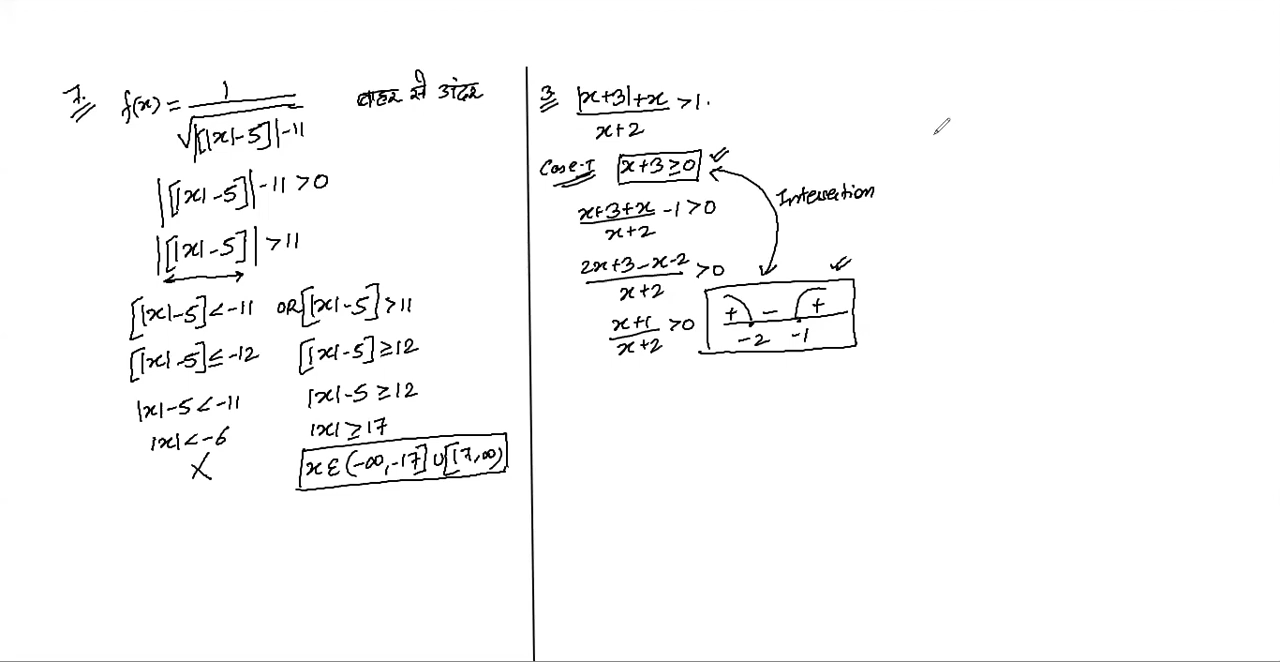 7. f(x) = 1 / √|[|x|-5]|-11 बाहर से अंदर
|[|x|-5]|-11>0
|[|x|-5]|>11
[|x|-5]<-11 OR [|x|-5]>11
[|x|-5]≤-12 [|x|-5]≥12
|x|-5<-11 |x|-5≥12
|x|<-6 |x|≥17
X x ε (-∞,-17] ∪ [17,∞)
3. |x+3|+x / x+2 >1.
Case-I x+3≥0
Intersection
x+3+x / x+2 -1>0
2x+3-x-2 / x+2 >0
x+1 / x+2 >0
+ - +
-2 -1